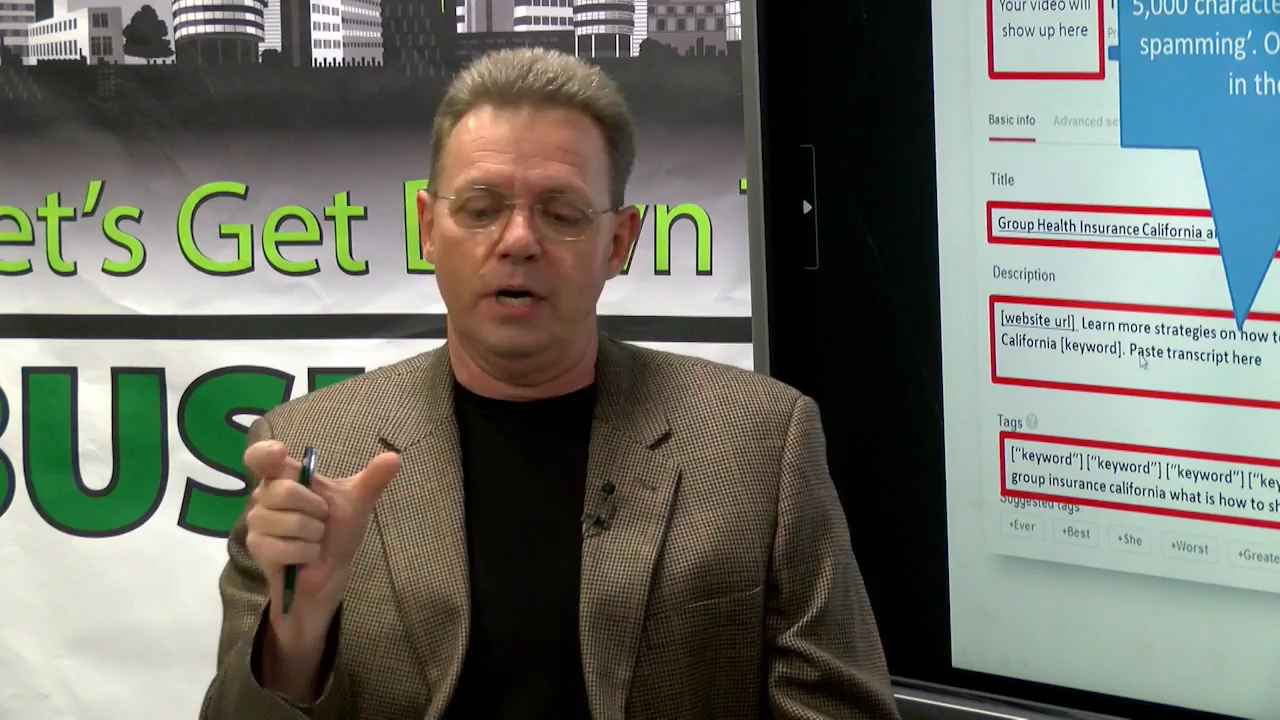 et's Get D wn
BUS
Your video will
show up here
5,000 characte
spamming'. O
in the
Basic info
Advanced se
Title
Group Health Insurance California a
Description
[website url] Learn more strategies on how t
California [keyword]. Paste transcript here
Tags
["keyword"] ["keyword"] ["keyword"] ["key
group insurance california what is how to sh
Suggested tags
+Ever
+Best
+She
+Worst
+Greate